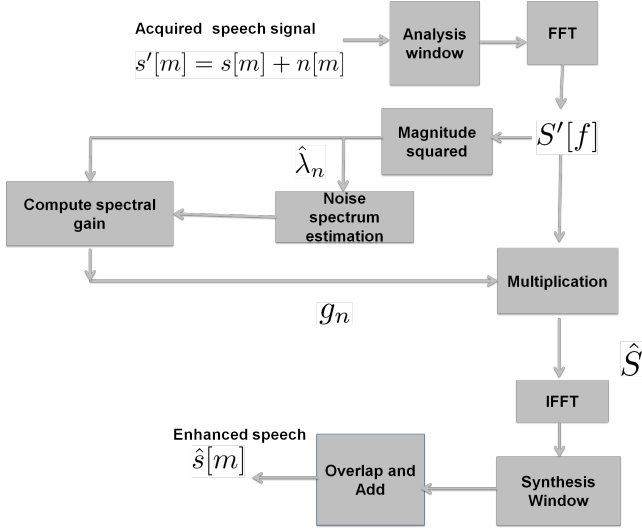 Acquired speech signal
s′[m] = s[m] + n[m]
Analysis
window
FFT
S′[f]
Magnitude
squared
λ̂ₙ
Noise
spectrum
estimation
Compute spectral
gain
Multiplication
gₙ
Ŝ
IFFT
Synthesis
Window
Overlap and
Add
Enhanced speech
ŝ[m]